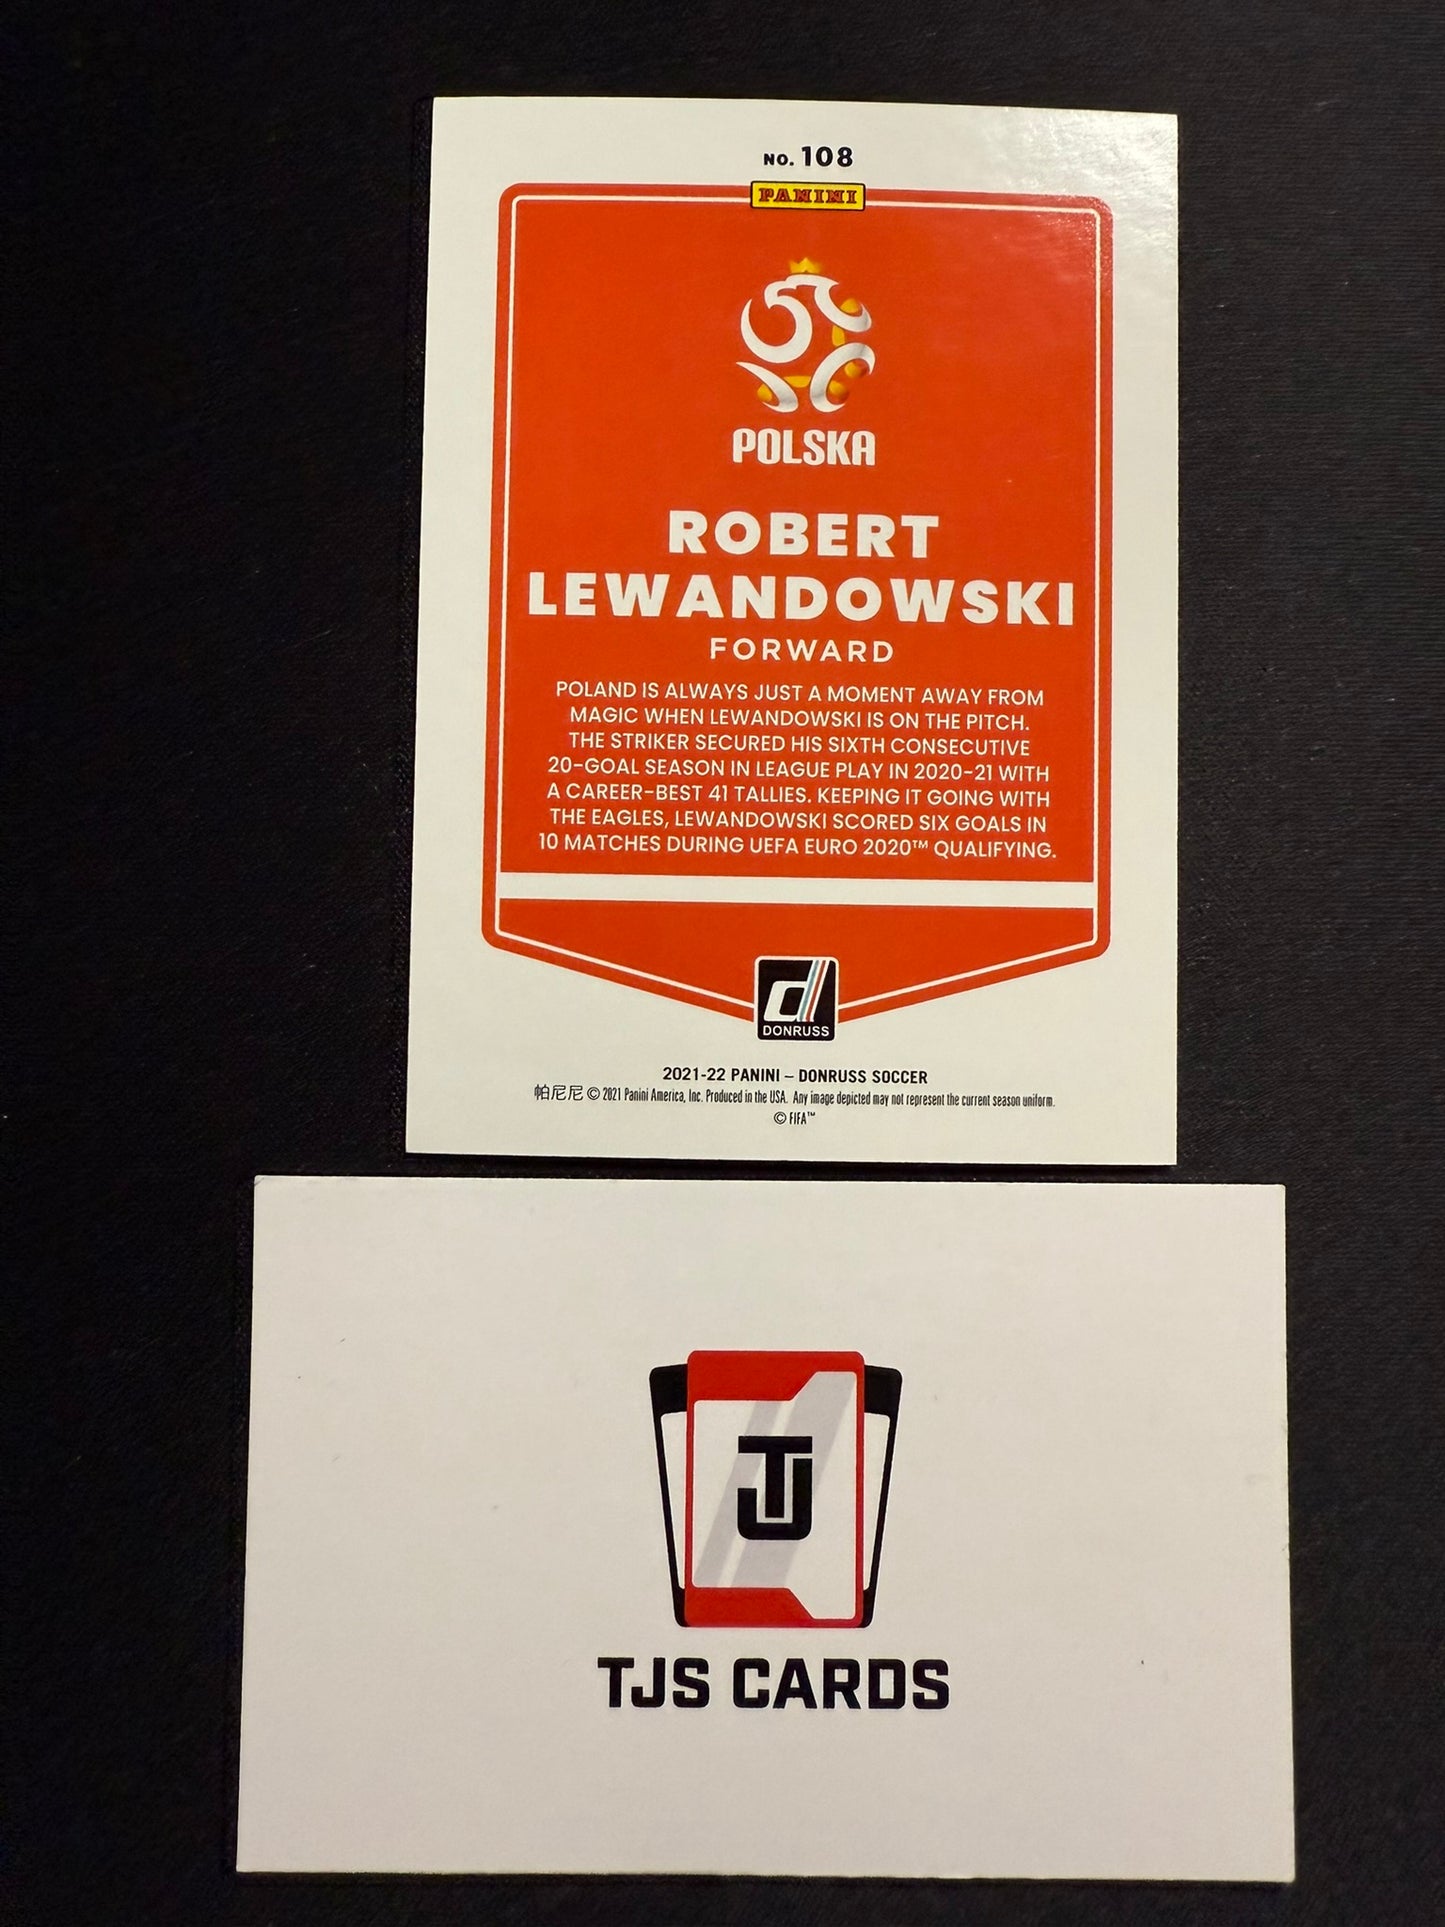 NO. 108
PANINI
POLSKA
ROBERT
LEWANDOWSKI
FORWARD
POLAND IS ALWAYS JUST A MOMENT AWAY FROM
MAGIC WHEN LEWANDOWSKI IS ON THE PITCH.
THE STRIKER SECURED HIS SIXTH CONSECUTIVE
20-GOAL SEASON IN LEAGUE PLAY IN 2020-21 WITH
A CAREER-BEST 41 TALLIES. KEEPING IT GOING WITH
THE EAGLES, LEWANDOWSKI SCORED SIX GOALS IN
10 MATCHES DURING UEFA EURO 2020™ QUALIFYING.
d
DONRUSS
2021-22 PANINI – DONRUSS SOCCER
帕尼尼 © 2021 Panini America, Inc. Produced in the USA. Any image depicted may not represent the current season uniform.
© FIFA™
TJ
TJS CARDS